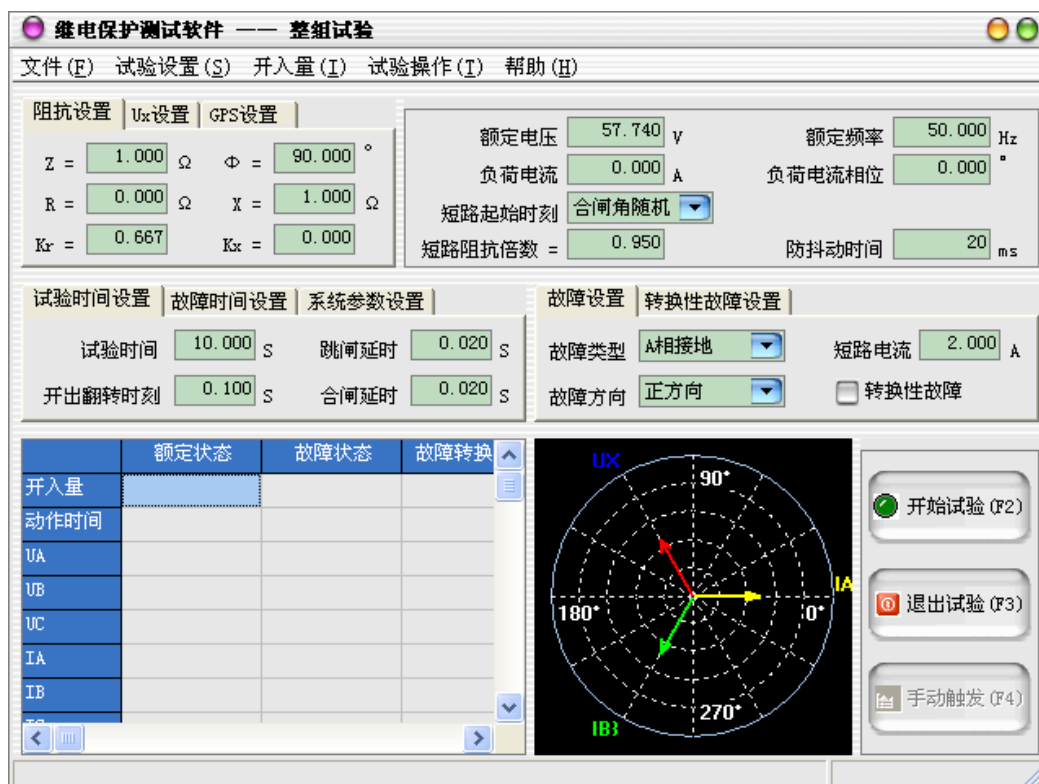 继电保护测试软件 —— 整组试验
文件(F) 试验设置(S) 开入量(I) 试验操作(T) 帮助(H)
阻抗设置 Ux设置 GPS设置
Z = 1.000 Ω Φ = 90.000 °
R = 0.000 Ω X = 1.000 Ω
Kr = 0.667 Kx = 0.000
额定电压 57.740 V 额定频率 50.000 Hz
负荷电流 0.000 A 负荷电流相位 0.000 °
短路起始时刻 合闸角随机
短路阻抗倍数 = 0.950 防抖动时间 20 ms
试验时间设置 故障时间设置 系统参数设置
试验时间 10.000 S 跳闸延时 0.020 S
开出翻转时刻 0.100 S 合闸延时 0.020 S
故障设置 转换性故障设置
故障类型 A相接地 短路电流 2.000 A
故障方向 正方向 转换性故障
额定状态 故障状态 故障转换
开入量
动作时间
UA
UB
UC
IA
IB
UX
90°
IA
180°
0°
270°
开始试验(F2)
退出试验(F3)
手动触发(F4)